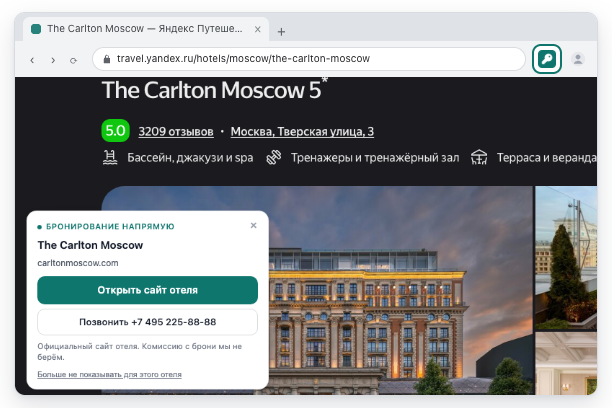 The Carlton Moscow — Яндекс Путеше...
travel.yandex.ru/hotels/moscow/the-carlton-moscow
The Carlton Moscow 5*
5.0 3209 отзывов • Москва, Тверская улица, 3
Бассейн, джакузи и spa Тренажеры и тренажёрный зал Терраса и веранда
БРОНИРОВАНИЕ НАПРЯМУЮ
The Carlton Moscow
carltonmoscow.com
Открыть сайт отеля
Позвонить +7 495 225-88-88
Официальный сайт отеля. Комиссию с брони мы не
берём.
Больше не показывать для этого отеля